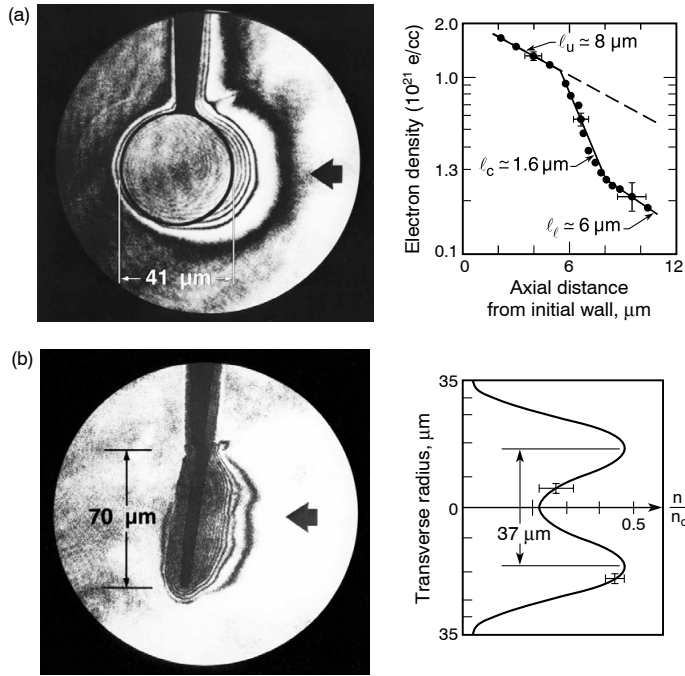 (a)
41 μm
Electron density (10²¹ e/cc)
2.0
1.0
1.3
0.1
ℓu ≃ 8 μm
ℓc ≃ 1.6 μm
ℓℓ ≃ 6 μm
0 6 12
Axial distance
from initial wall, μm
(b)
70 μm
Transverse radius, μm
35
0
35
37 μm
0.5
n
nc